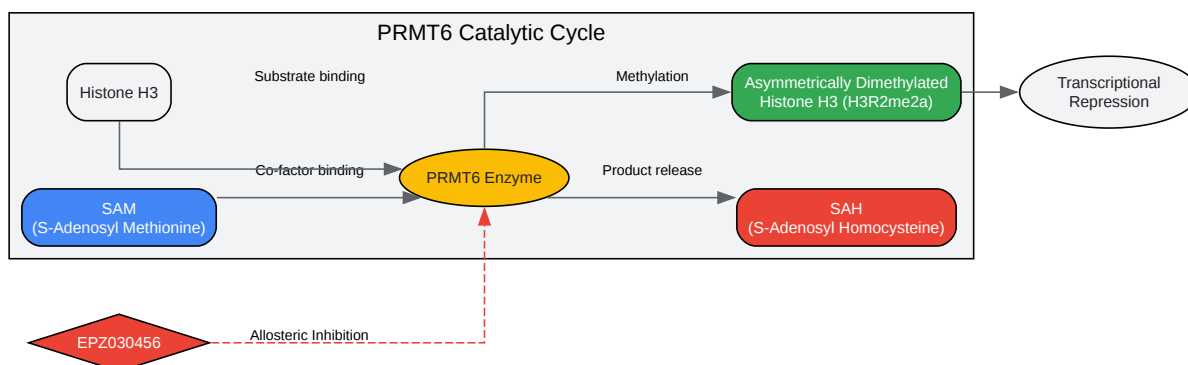 PRMT6 Catalytic Cycle
Histone H3
Substrate binding
Methylation
Asymmetrically Dimethylated
Histone H3 (H3R2me2a)
Transcriptional
Repression
Co-factor binding
PRMT6 Enzyme
Product release
SAM
(S-Adenosyl Methionine)
SAH
(S-Adenosyl Homocysteine)
EPZ030456
Allosteric Inhibition